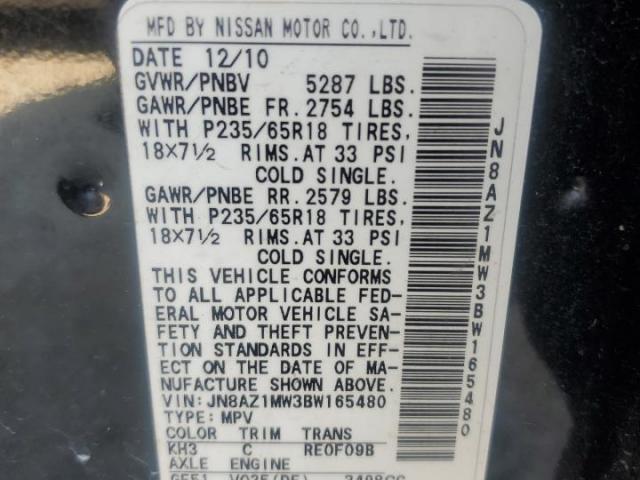 MFD BY NISSAN MOTOR CO.,LTD.
DATE 12/10
GVWR/PNBV 5287 LBS.
GAWR/PNBE FR. 2754 LBS.
WITH P235/65R18 TIRES,
18X7½ RIMS. AT 33 PSI
COLD SINGLE.
GAWR/PNBE RR. 2579 LBS.
WITH P235/65R18 TIRES,
18X7½ RIMS. AT 33 PSI
COLD SINGLE.
THIS VEHICLE CONFORMS
TO ALL APPLICABLE FED-
ERAL MOTOR VEHICLE SA-
FETY AND THEFT PREVEN-
TION STANDARDS IN EFF-
ECT ON THE DATE OF MA-
NUFACTURE SHOWN ABOVE.
VIN: JN8AZ1MW3BW165480
TYPE: MPV
COLOR TRIM TRANS
KH3 C RE0F09B
AXLE ENGINE
GF51 VQ35(DE) 3498CC
JN8AZ1MW3BW165480